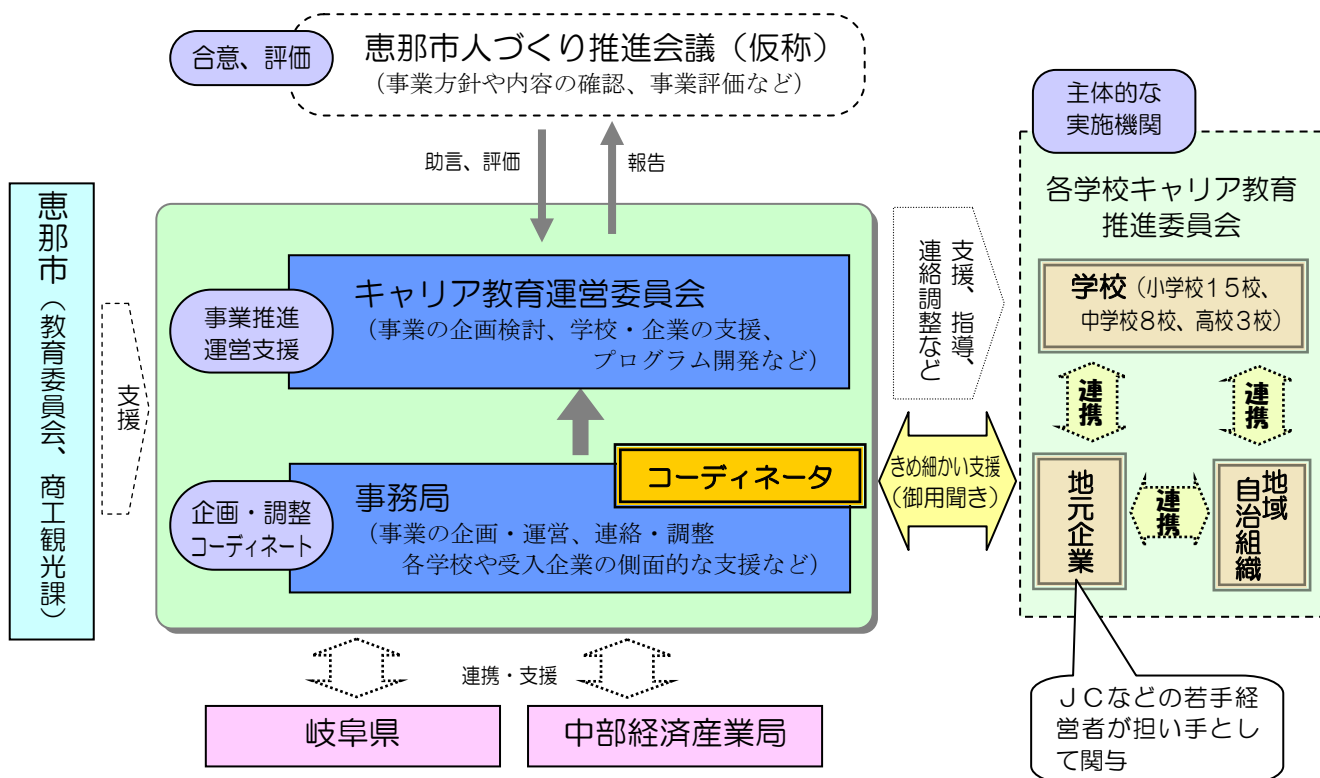 合意、評価
恵那市人づくり推進会議（仮称）
（事業方針や内容の確認、事業評価など）
助言、評価
報告
恵那市（教育委員会、商工観光課）
支援
事業推進
運営支援
キャリア教育運営委員会
（事業の企画検討、学校・企業の支援、
プログラム開発など）
企画・調整
コーディネート
事務局
コーディネータ
（事業の企画・運営、連絡・調整
各学校や受入企業の側面的な支援など）
連携・支援
岐阜県
中部経済産業局
支援、指導、
連絡調整など
きめ細かい支援
（御用聞き）
主体的な
実施機関
各学校キャリア教育
推進委員会
学校（小学校１５校、
中学校８校、高校３校）
連携
連携
地元企業
連携
地域
自治組織
ＪＣなどの若手経
営者が担い手とし
て関与